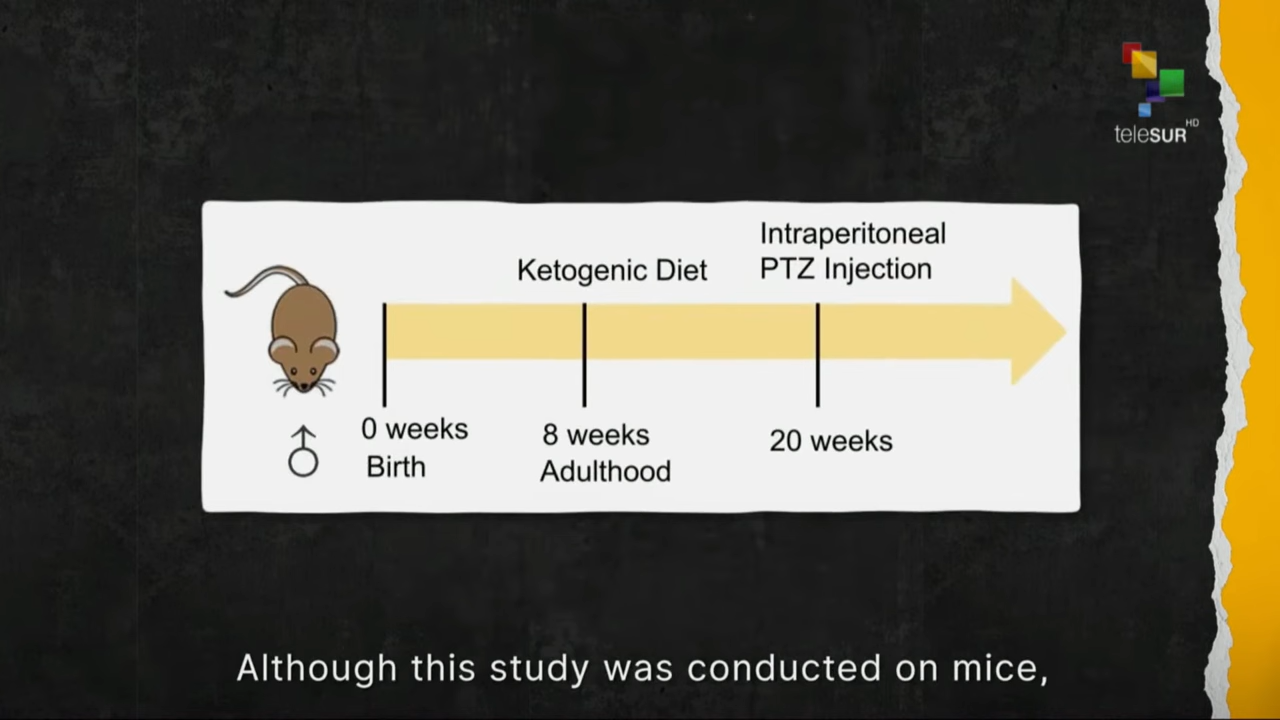 teleSUR HD
Intraperitoneal
Ketogenic Diet
PTZ Injection
0 weeks
Birth
8 weeks
Adulthood
20 weeks
Although this study was conducted on mice,